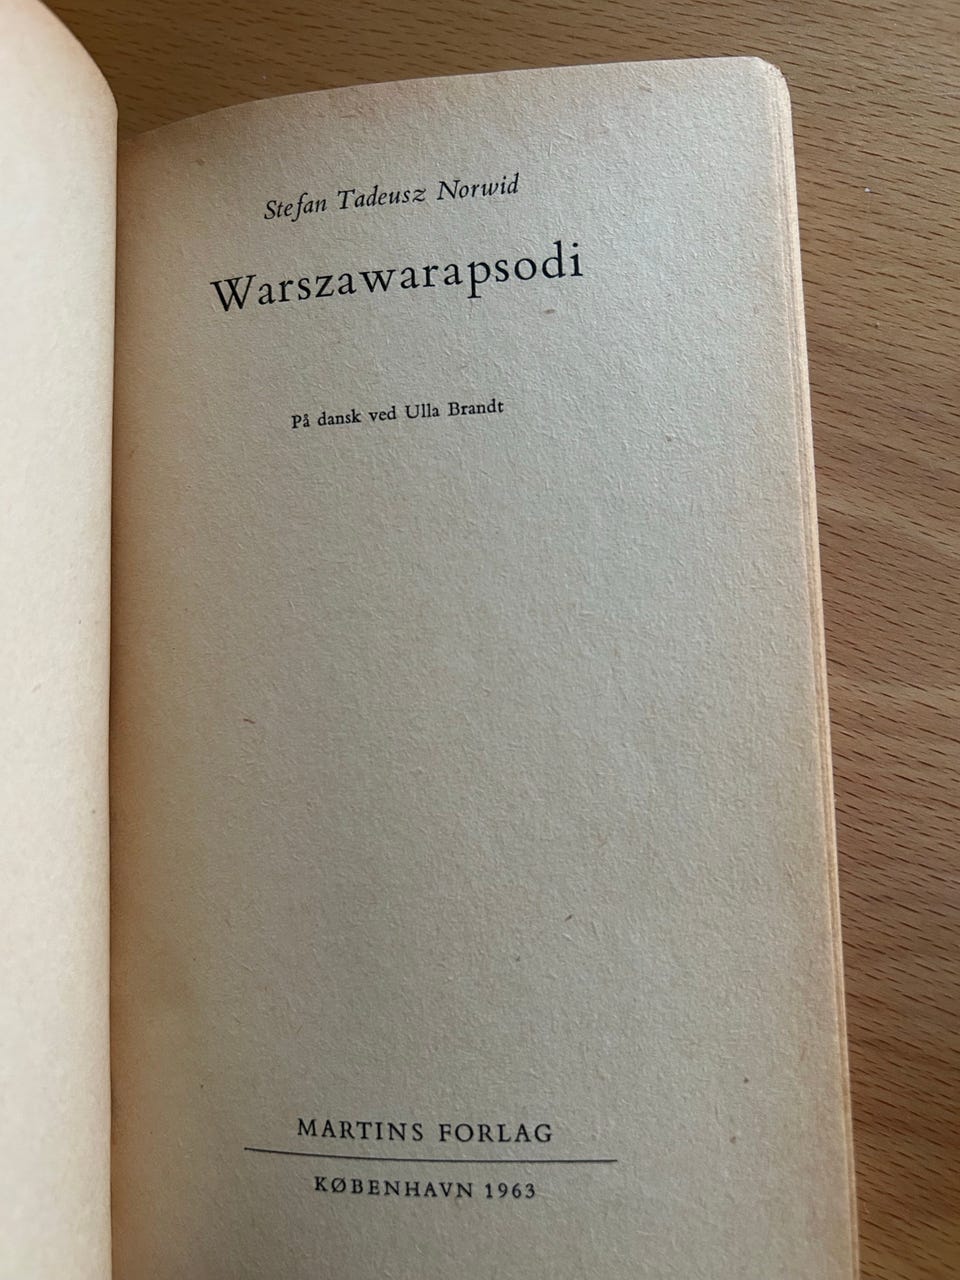 Stefan Tadeusz Norwid
Warszawarapsodi
På dansk ved Ulla Brandt
MARTINS FORLAG
KØBENHAVN 1963